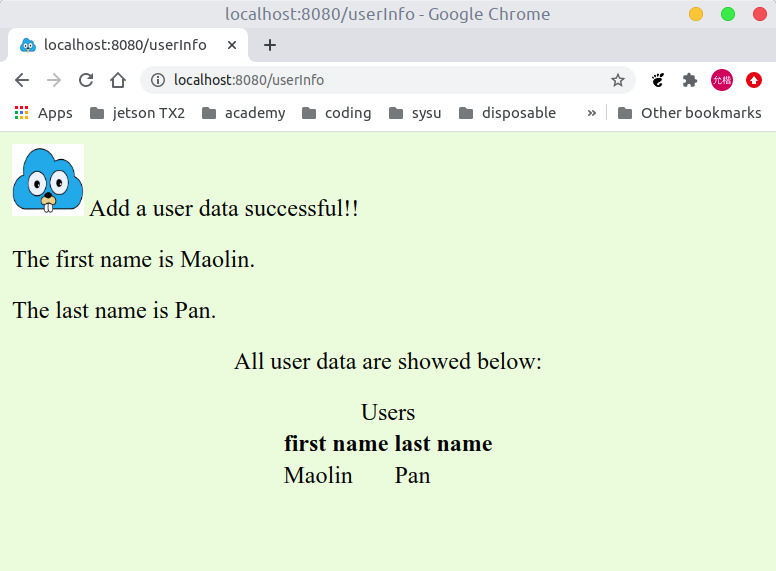 localhost:8080/userInfo - Google Chrome
localhost:8080/userInfo
localhost:8080/userInfo
允楷
Apps jetson TX2 academy coding sysu disposable » Other bookmarks
Add a user data successful!!
The first name is Maolin.
The last name is Pan.
All user data are showed below:
Users
first name last name
Maolin Pan